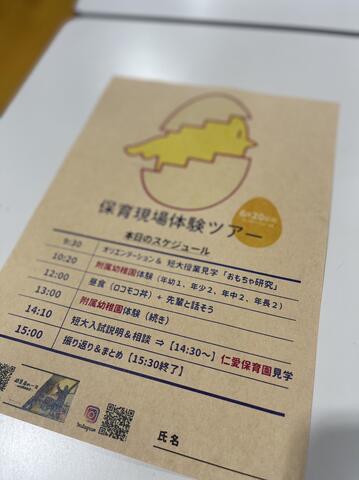 6月20日
保育現場体験ツアー
本日のスケジュール
9:30 オリエンテーション & 短大授業見学「おもちゃ研究」
10:20 附属幼稚園体験（年幼1、年少2、年中2、年長2）
12:00 昼食（ロコモコ丼）+ 先輩と話そう
13:00 附属幼稚園体験（続き）
14:10 短大入試説明&相談 ⇒【14:30～】仁愛保育園見学
15:00 振り返り&まとめ【15:30終了】
Instagram
氏名